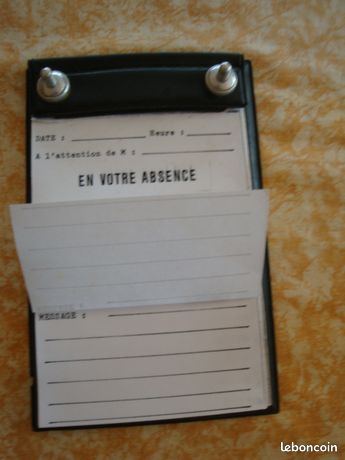 DATE : Heure :
A l'attention de M :
EN VOTRE ABSENCE
MESSAGE :
leboncoin